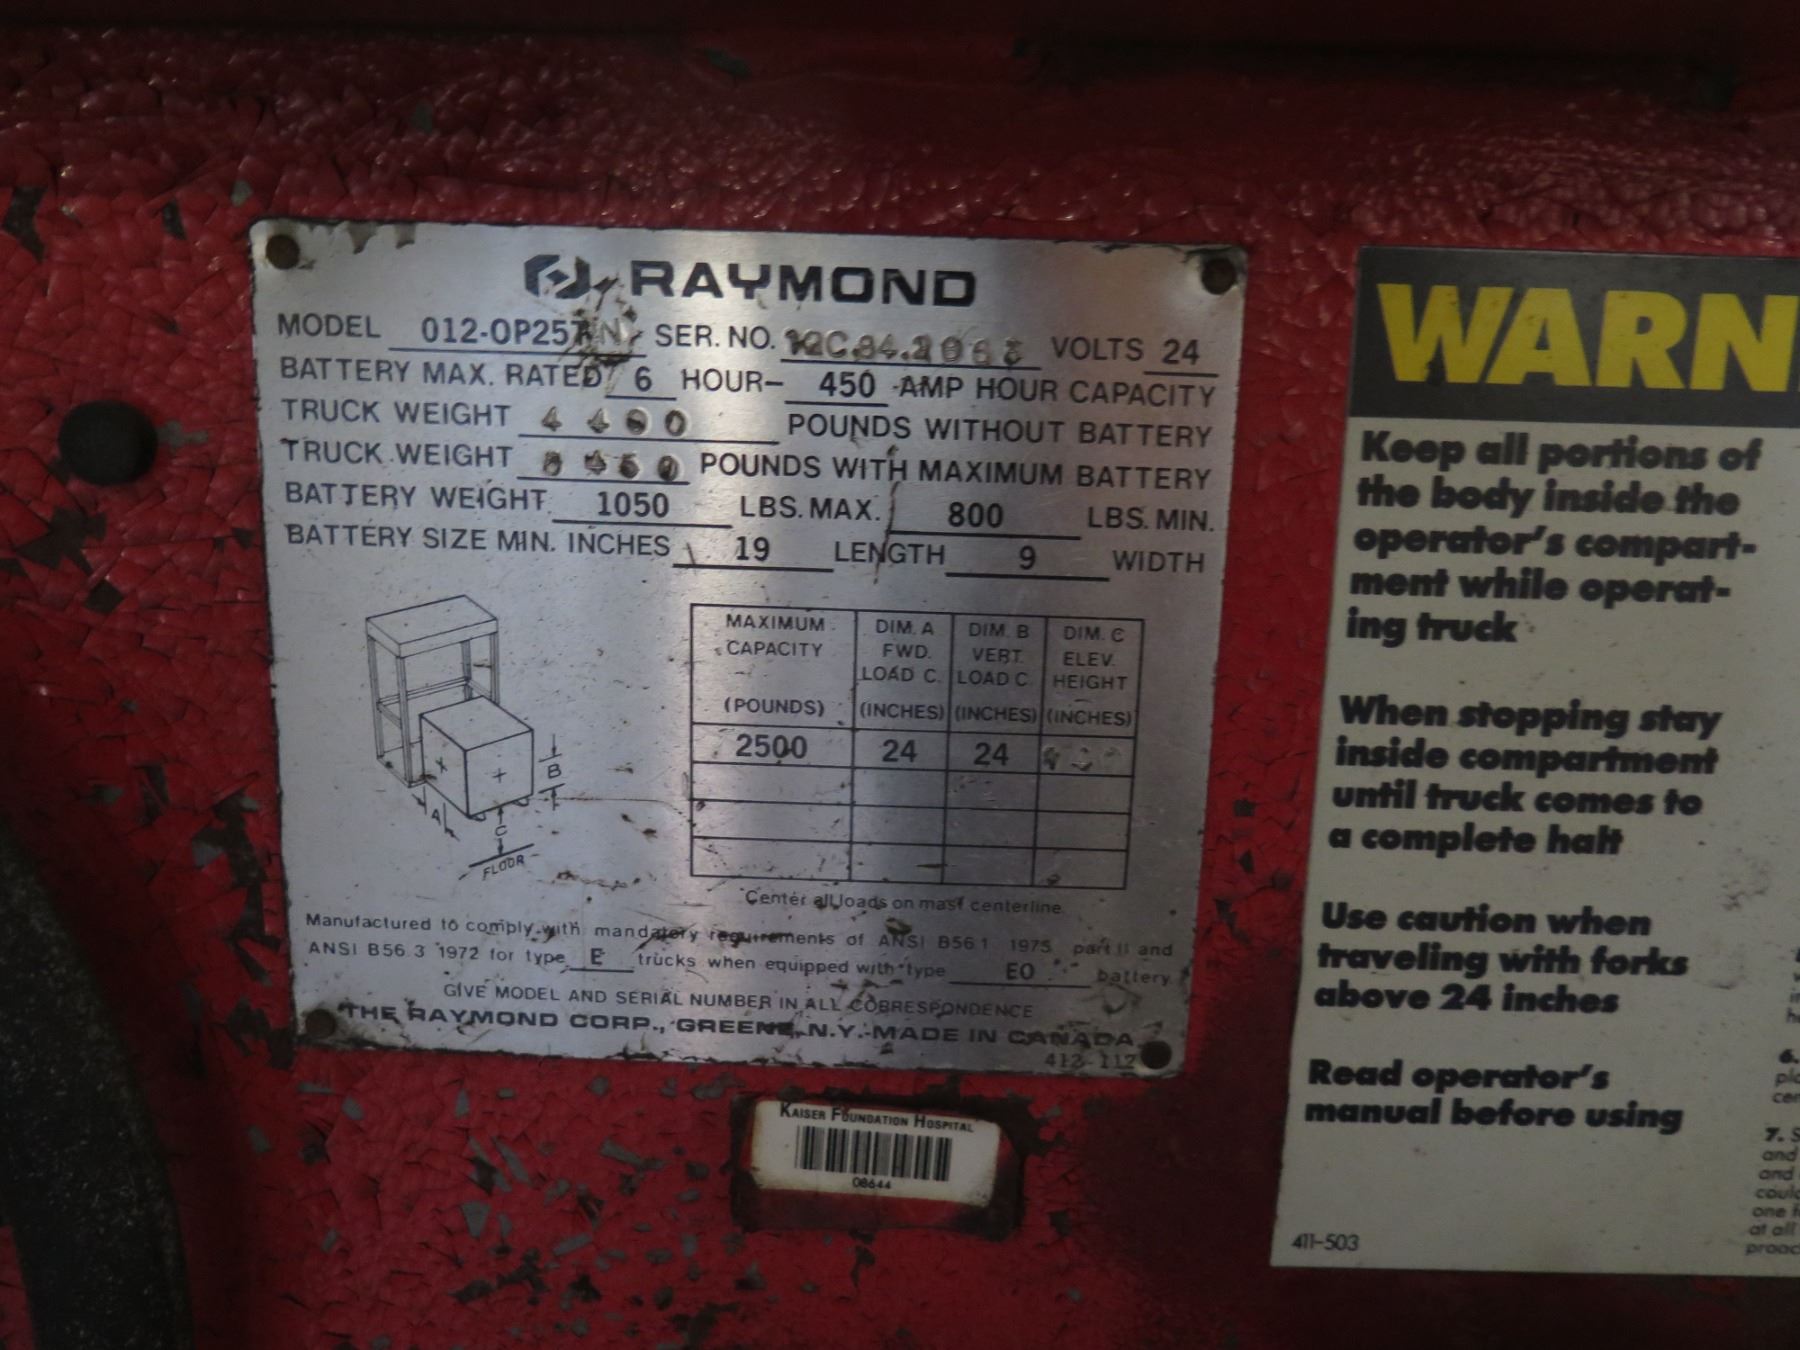 RAYMOND
MODEL 012-OP25 SER. NO. VOLTS 24
BATTERY MAX. RATED 6 HOUR- 450 -AMP HOUR CAPACITY
TRUCK WEIGHT POUNDS WITHOUT BATTERY
TRUCK WEIGHT POUNDS WITH MAXIMUM BATTERY
BATTERY WEIGHT 1050 LBS. MAX. 800 LBS. MIN.
BATTERY SIZE MIN. INCHES 19 LENGTH 9 WIDTH
MAXIMUM CAPACITY (POUNDS)
DIM. A FWD. LOAD C. (INCHES)
DIM. B VERT. LOAD C. (INCHES)
DIM. C ELEV. HEIGHT (INCHES)
2500 24 24
A
B
C
FLOOR
Center all loads on mast centerline
Manufactured to comply with mandatory requirements of ANSI B56.1 1975 part II and
ANSI B56.3 1972 for type E trucks when equipped with type EO battery
GIVE MODEL AND SERIAL NUMBER IN ALL CORRESPONDENCE
THE RAYMOND CORP., GREENE, N.Y.-MADE IN CANADA
412-117
KAISER FOUNDATION HOSPITAL
08644
WARN
Keep all portions of
the body inside the
operator's compart-
ment while operat-
ing truck
When stopping stay
inside compartment
until truck comes to
a complete halt
Use caution when
traveling with forks
above 24 inches
Read operator's
manual before using
411-503
6.
7.
and
and
one
at all